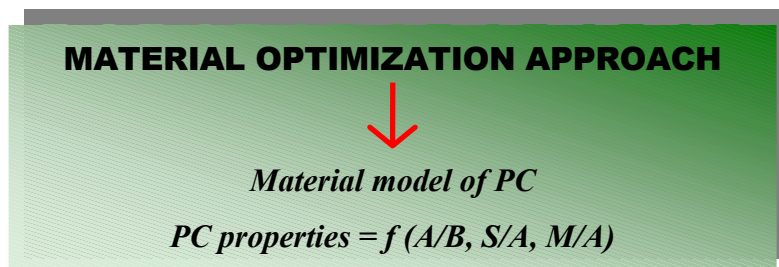 MATERIAL OPTIMIZATION APPROACH
Material model of PC
PC properties = f (A/B, S/A, M/A)